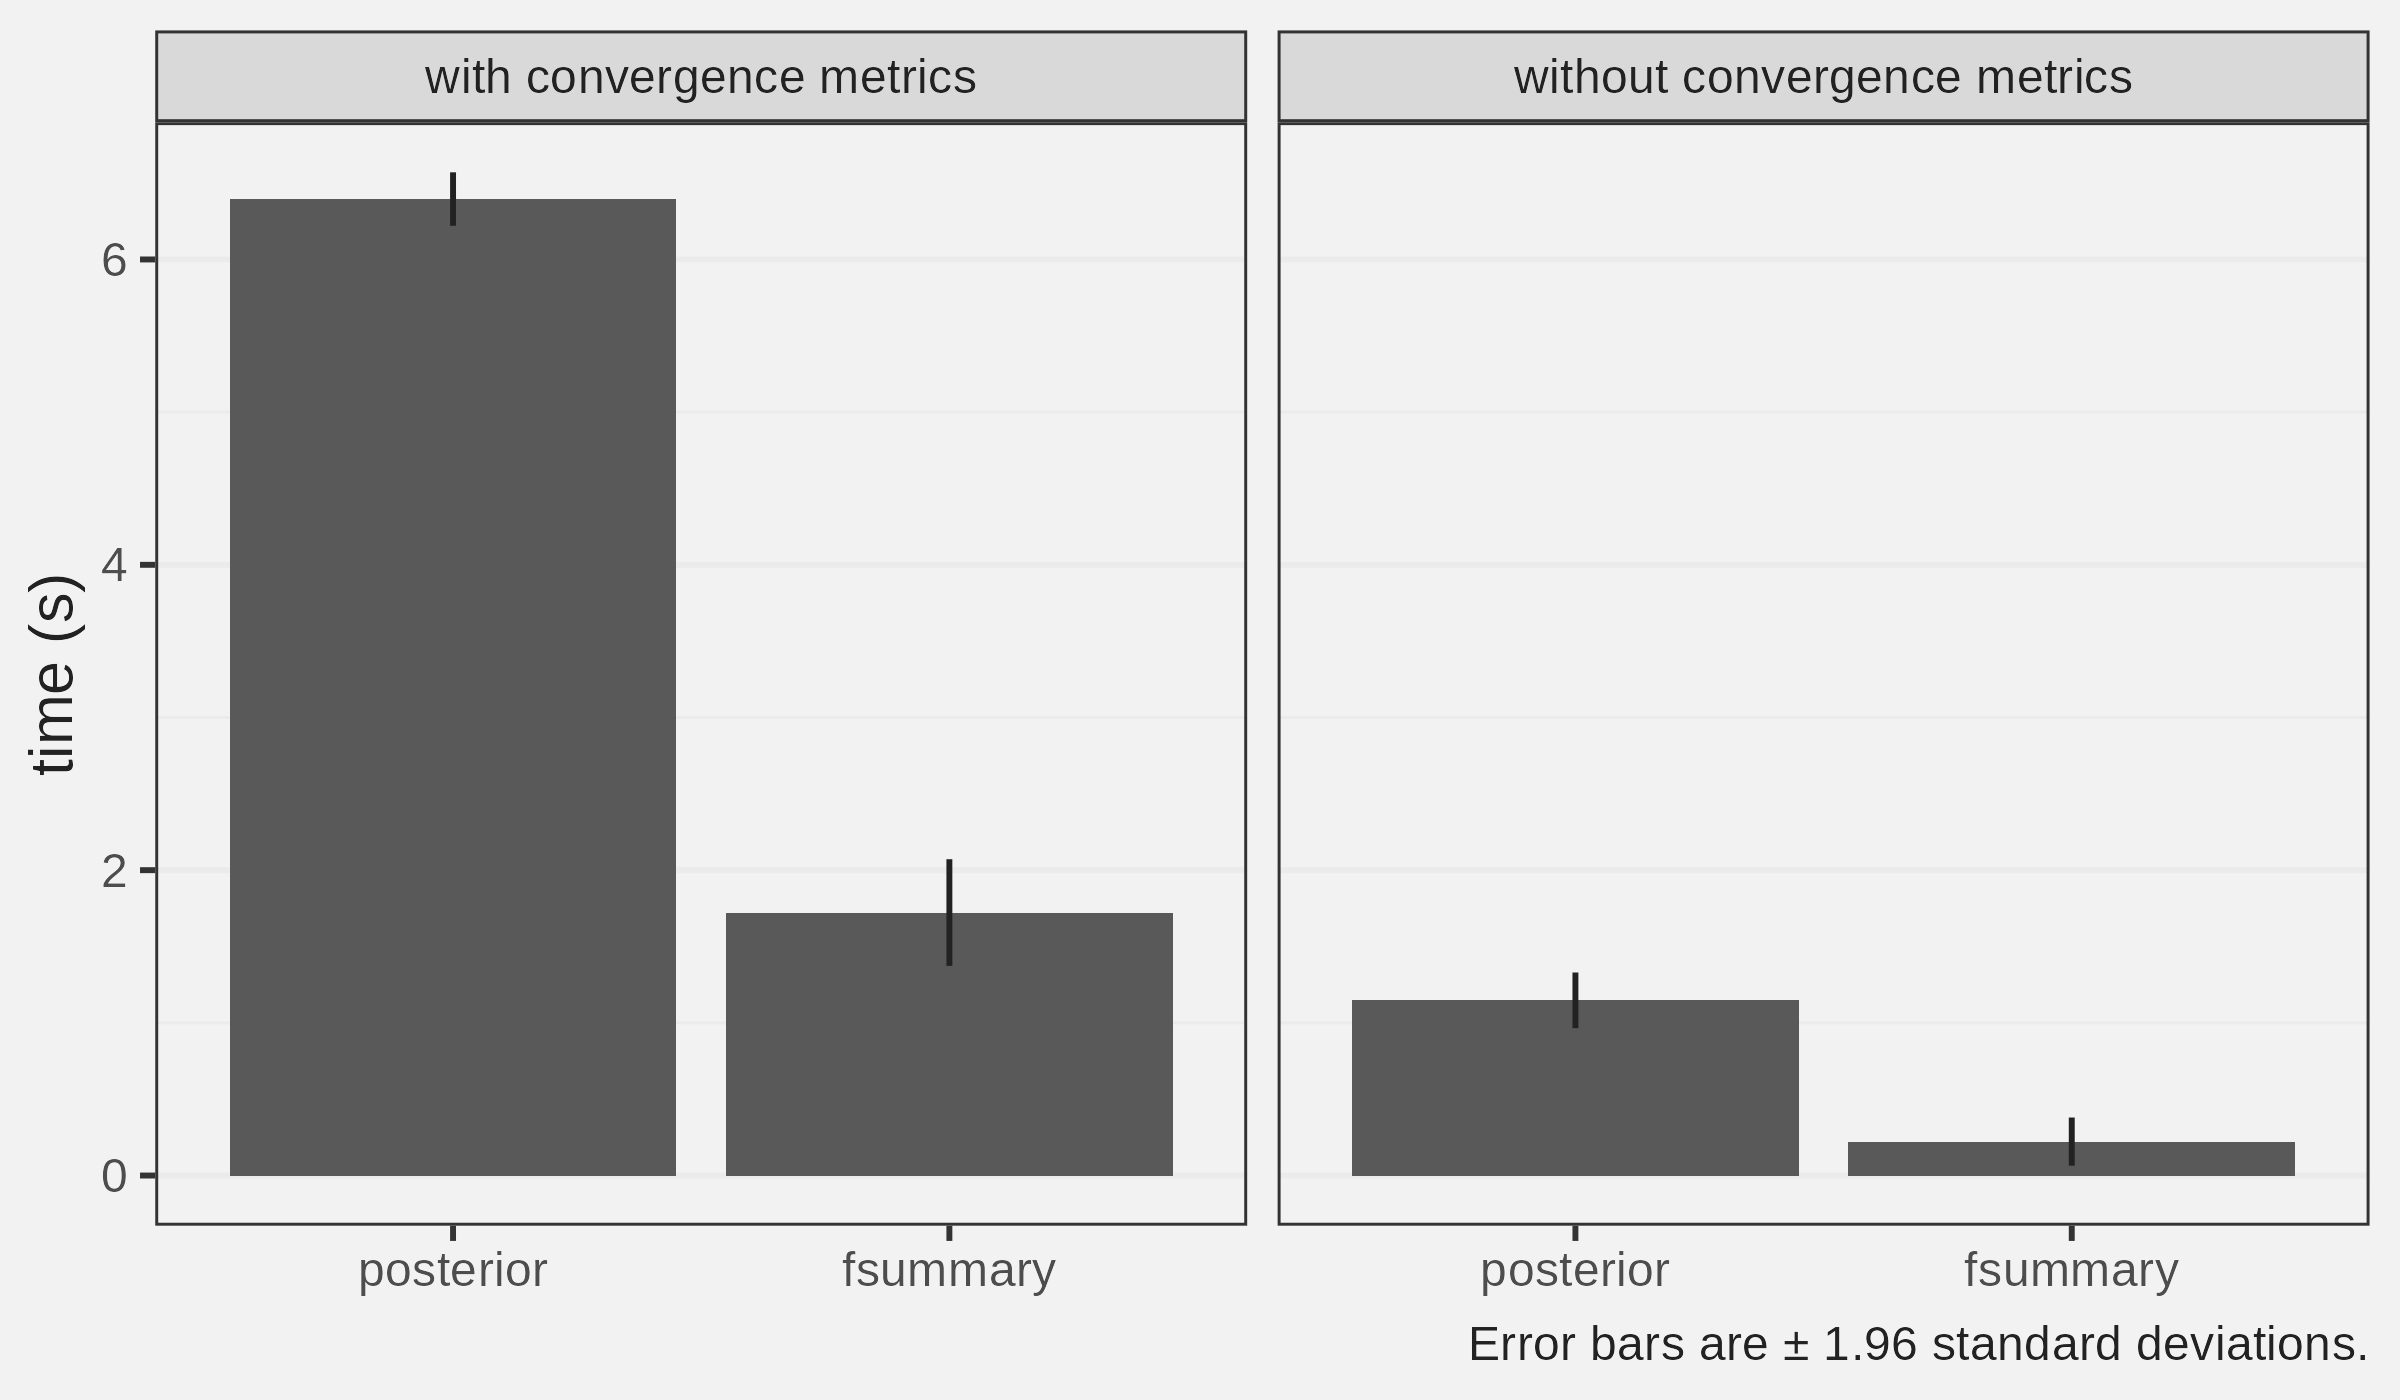 with convergence metrics
without convergence metrics
time (s)
6
4
2
0
posterior
fsummary
posterior
fsummary
Error bars are ± 1.96 standard deviations.